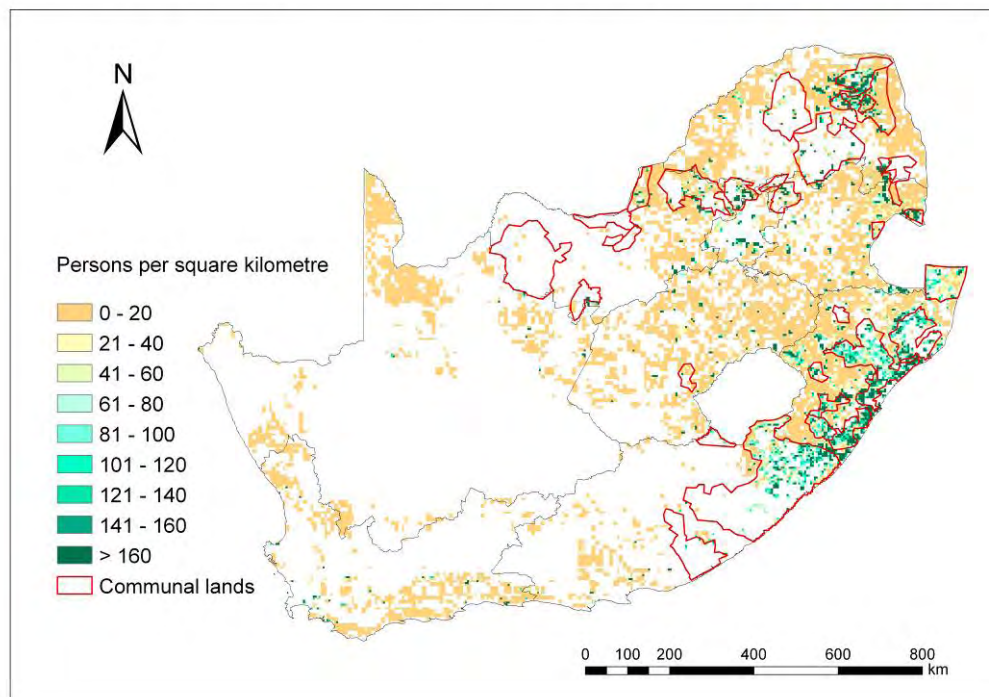 N
Persons per square kilometre
0 - 20
21 - 40
41 - 60
61 - 80
81 - 100
101 - 120
121 - 140
141 - 160
> 160
Communal lands
0 100 200 400 600 800
km